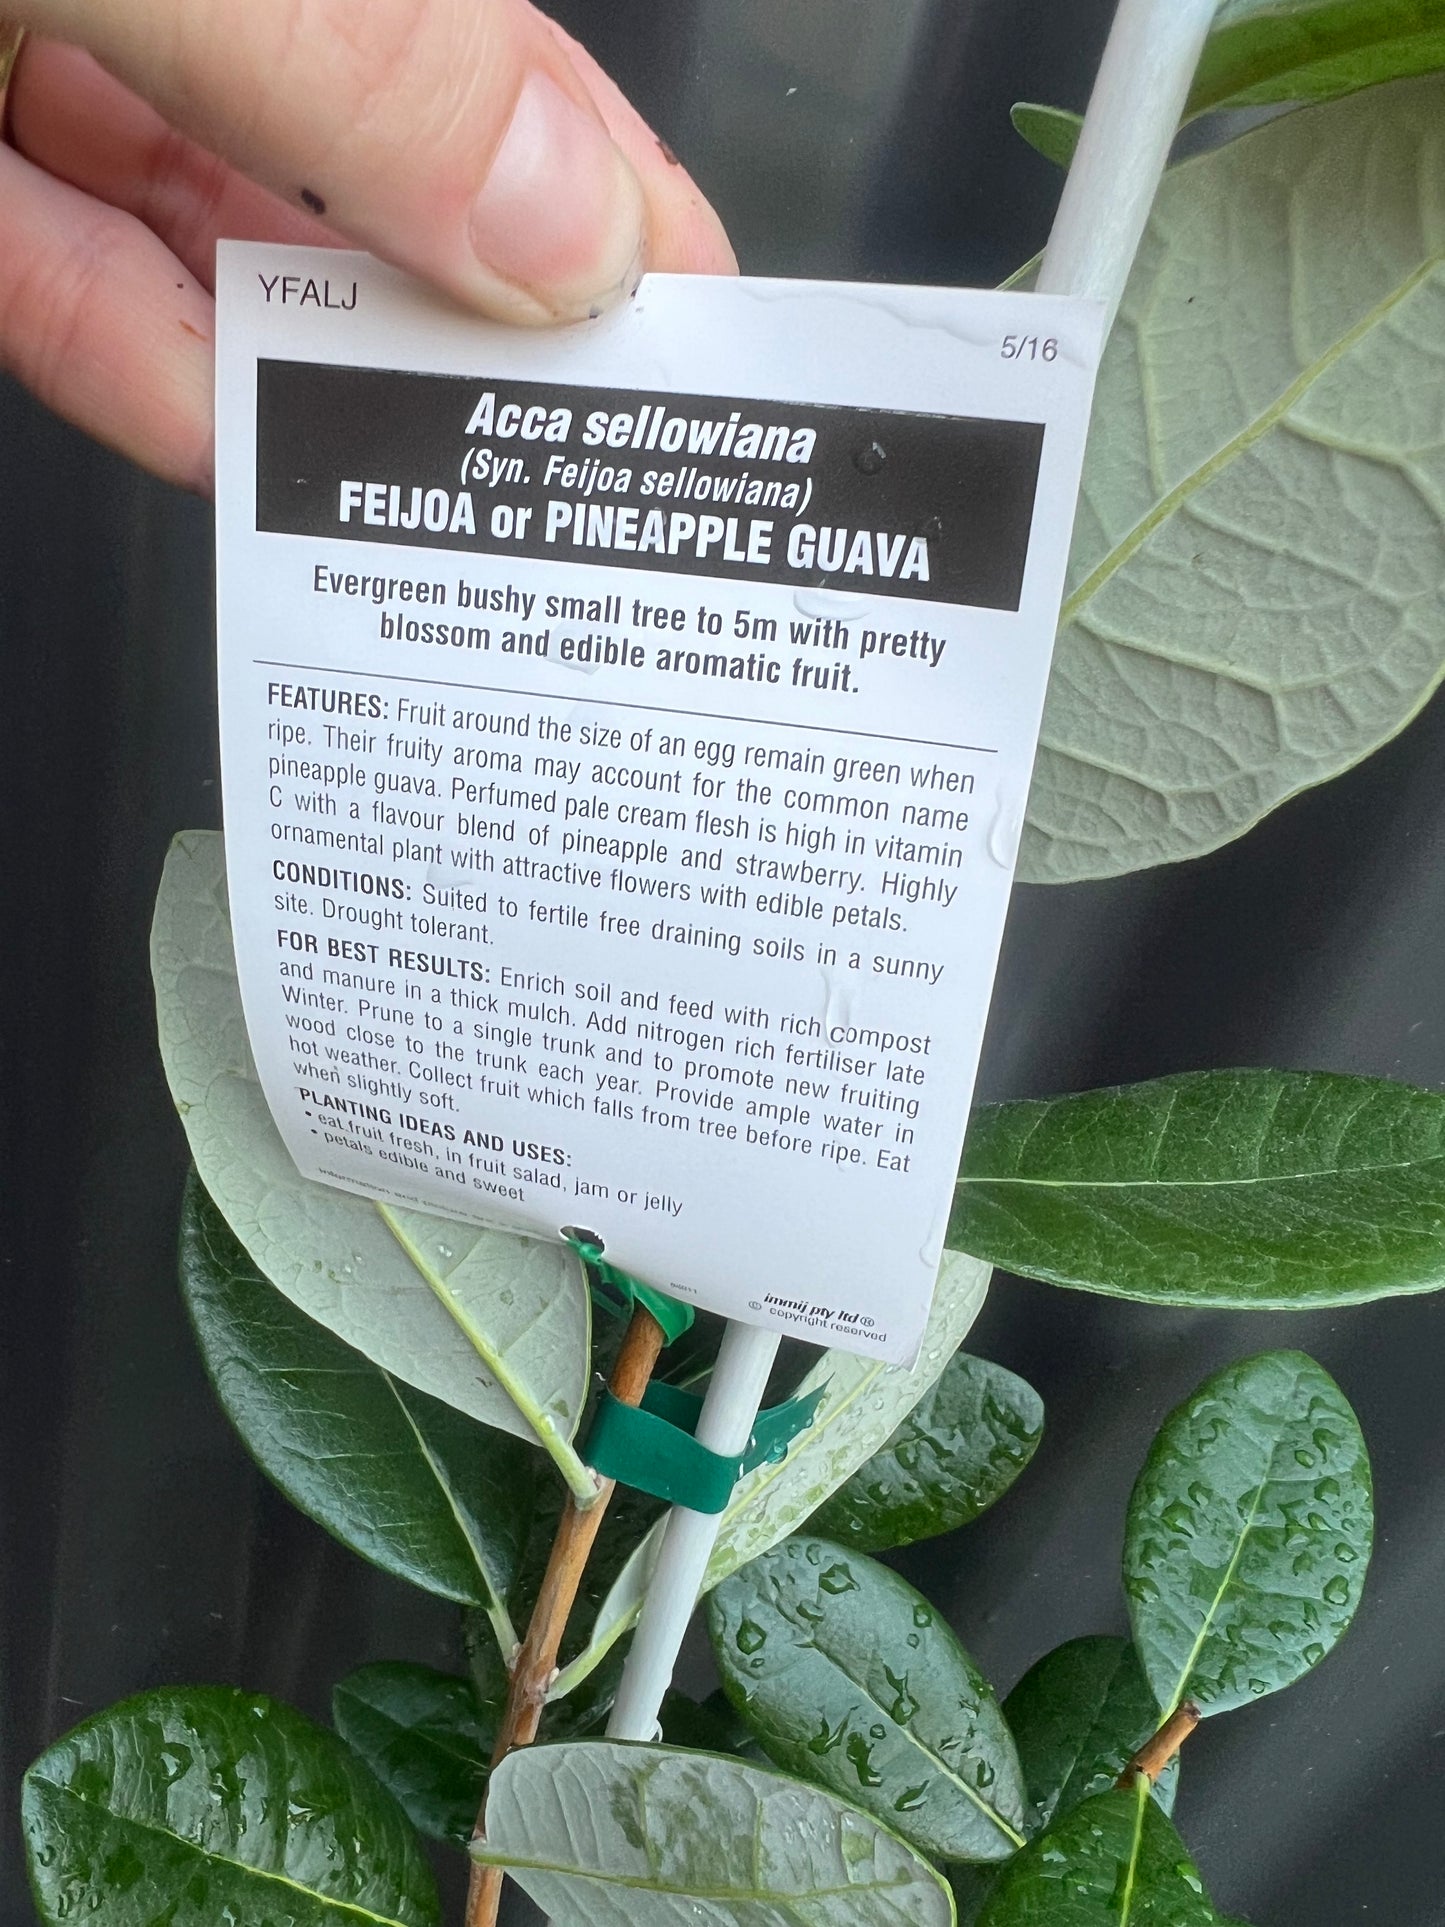 YFALJ
5/16
Acca sellowiana
(Syn. Feijoa sellowiana)
FEIJOA or PINEAPPLE GUAVA
Evergreen bushy small tree to 5m with pretty
blossom and edible aromatic fruit.
FEATURES: Fruit around the size of an egg remain green when
ripe. Their fruity aroma may account for the common name
pineapple guava. Perfumed pale cream flesh is high in vitamin
C with a flavour blend of pineapple and strawberry. Highly
ornamental plant with attractive flowers with edible petals.
CONDITIONS: Suited to fertile free draining soils in a sunny
site. Drought tolerant.
FOR BEST RESULTS: Enrich soil and feed with rich compost
and manure in a thick mulch. Add nitrogen rich fertiliser late
Winter. Prune to a single trunk and to promote new fruiting
wood close to the trunk each year. Provide ample water in
hot weather. Collect fruit which falls from tree before ripe. Eat
when slightly soft.
PLANTING IDEAS AND USES:
• eat fruit fresh, in fruit salad, jam or jelly
• petals edible and sweet
Information and picture are
immij pty ltd®
© copyright reserved